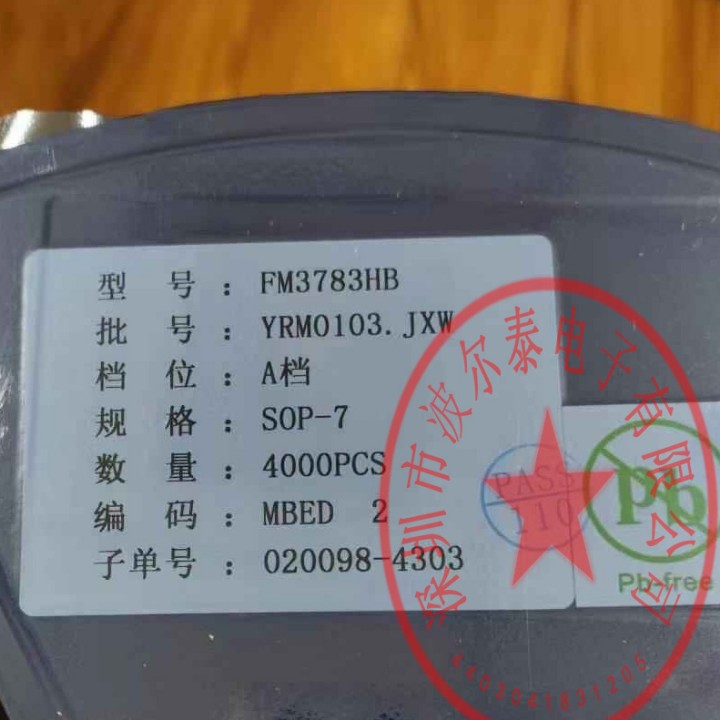 型 号 : FM3783HB
批 号 : YRM0103.JXW
档 位 : A档
规 格 : SOP-7
数 量 : 4000PCS
编 码 : MBED 2
子单号 : 020098-4303
PASS
110
Pb
Pb-free
深圳市波尔泰电子有限公司
4403041831205